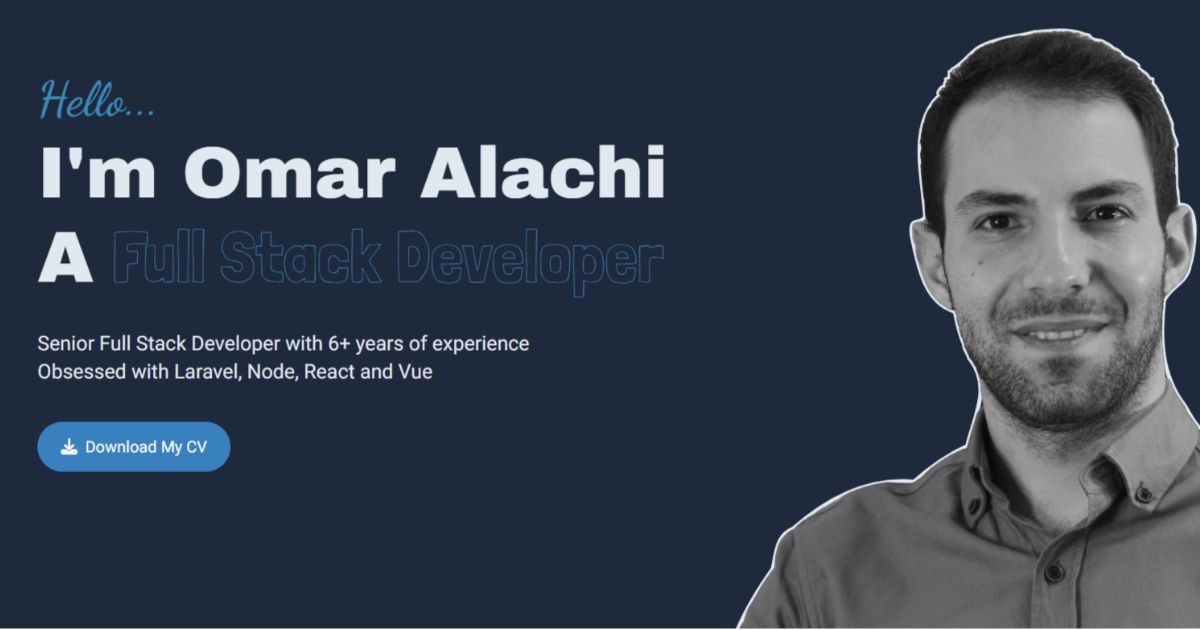 Hello...
I'm Omar Alachi
A Full Stack Developer
Senior Full Stack Developer with 6+ years of experience
Obsessed with Laravel, Node, React and Vue
Download My CV